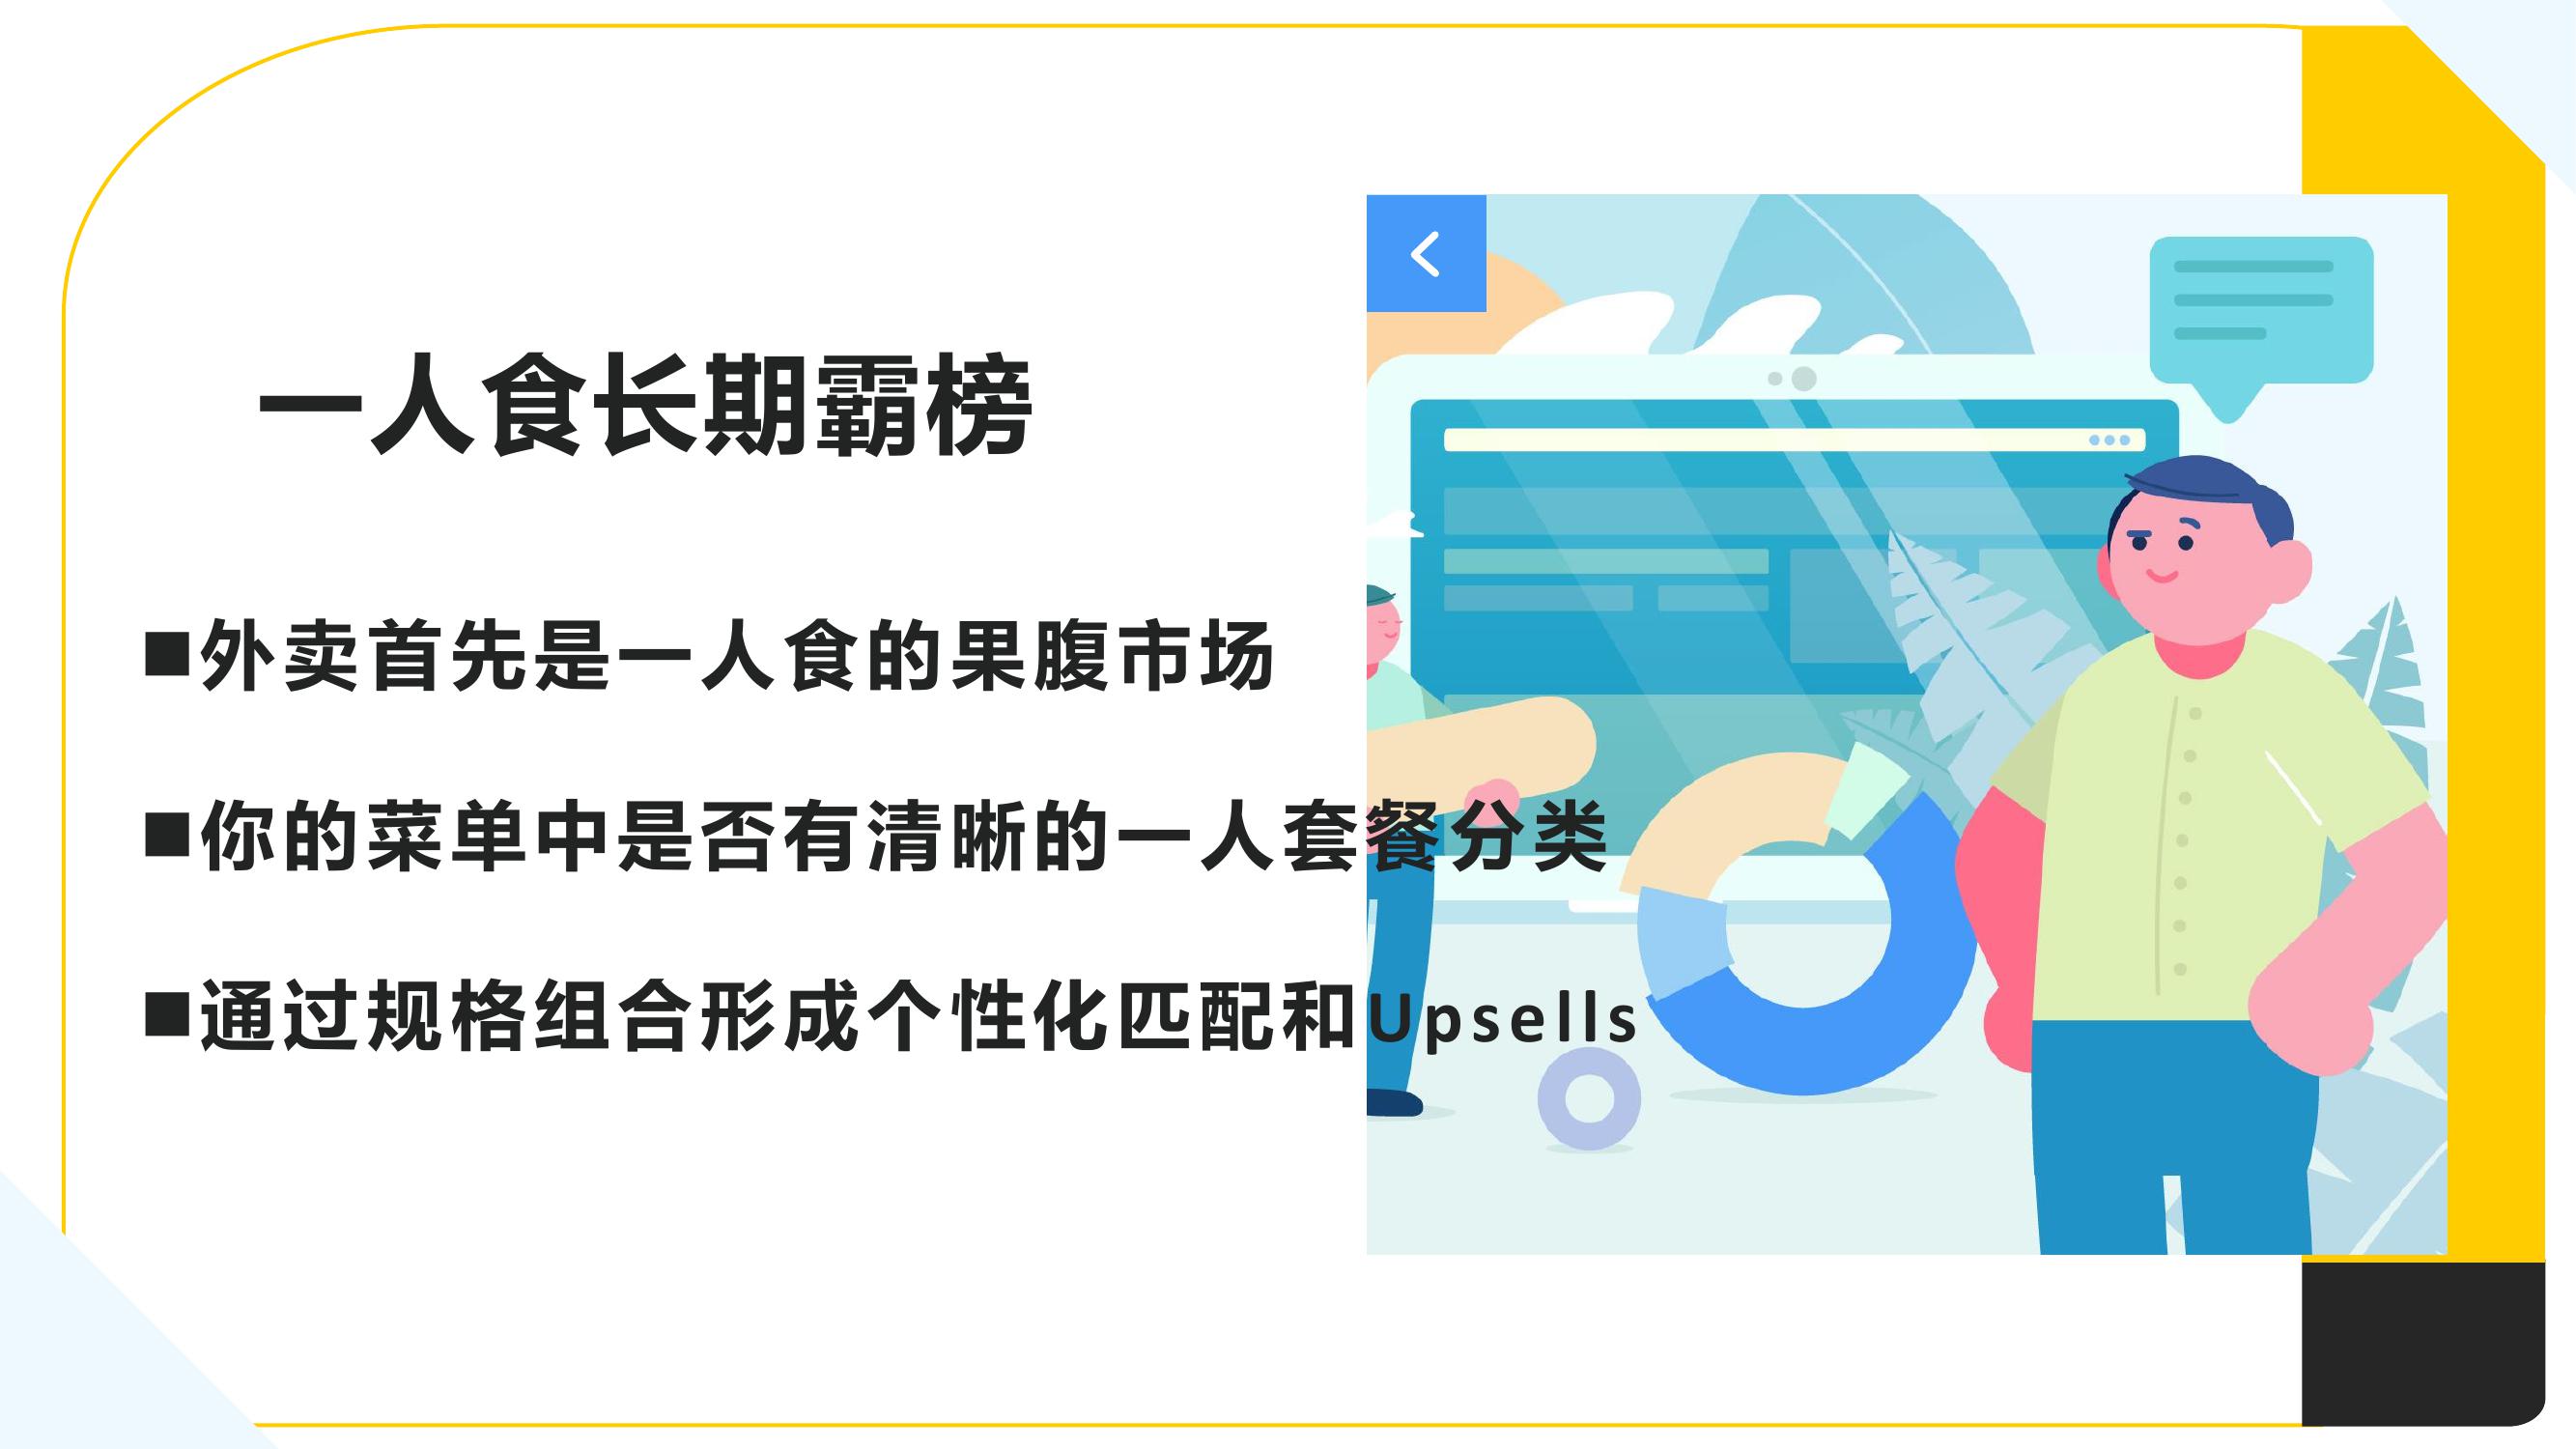 一人食长期霸榜
■外卖首先是一人食的果腹市场
■你的菜单中是否有清晰的一人套餐分类
■通过规格组合形成个性化匹配和Upsells